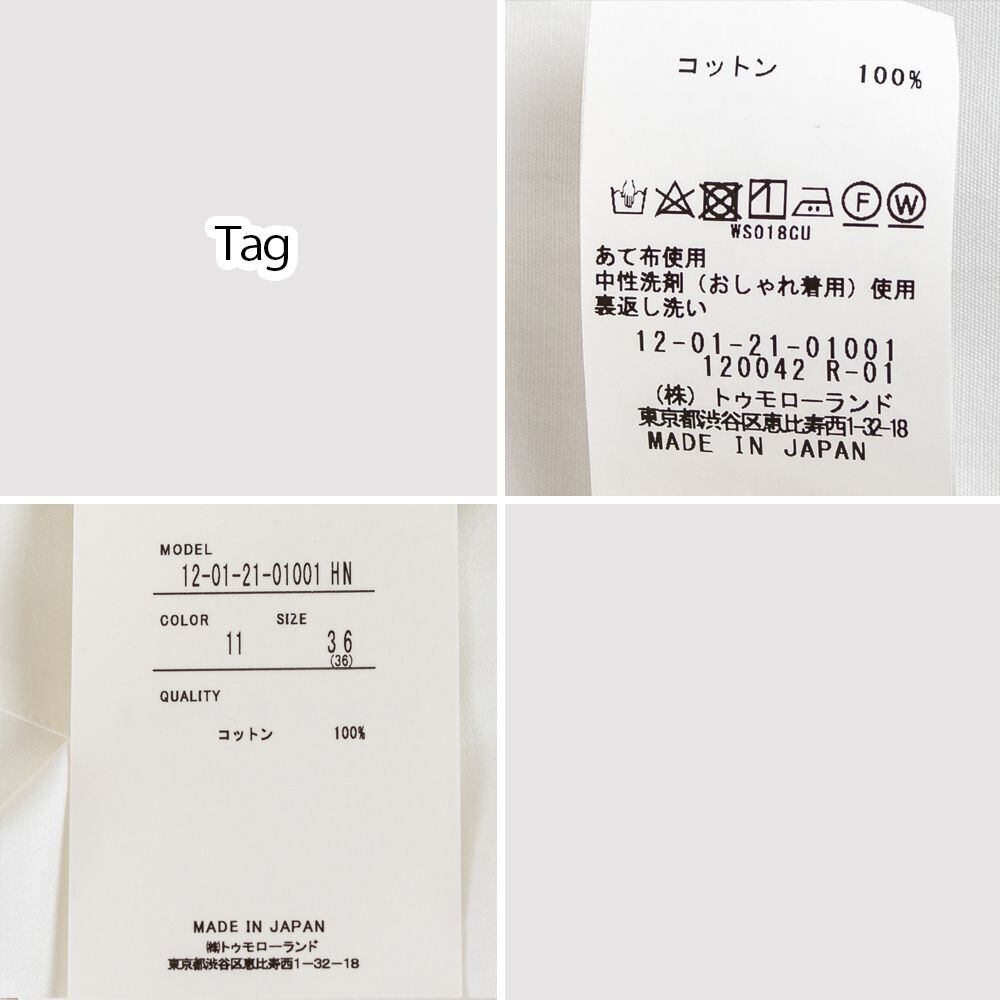 Tag
コットン 100%
F W
WS018CU
あて布使用
中性洗剤（おしゃれ着用）使用
裏返し洗い
12-01-21-01001
120042 R-01
（株）トゥモローランド
東京都渋谷区恵比寿西1-32-18
MADE IN JAPAN
MODEL
12-01-21-01001 HN
COLOR SIZE
11 36
(36)
QUALITY
コットン 100%
MADE IN JAPAN
㈱トゥモローランド
東京都渋谷区恵比寿西1-32-18